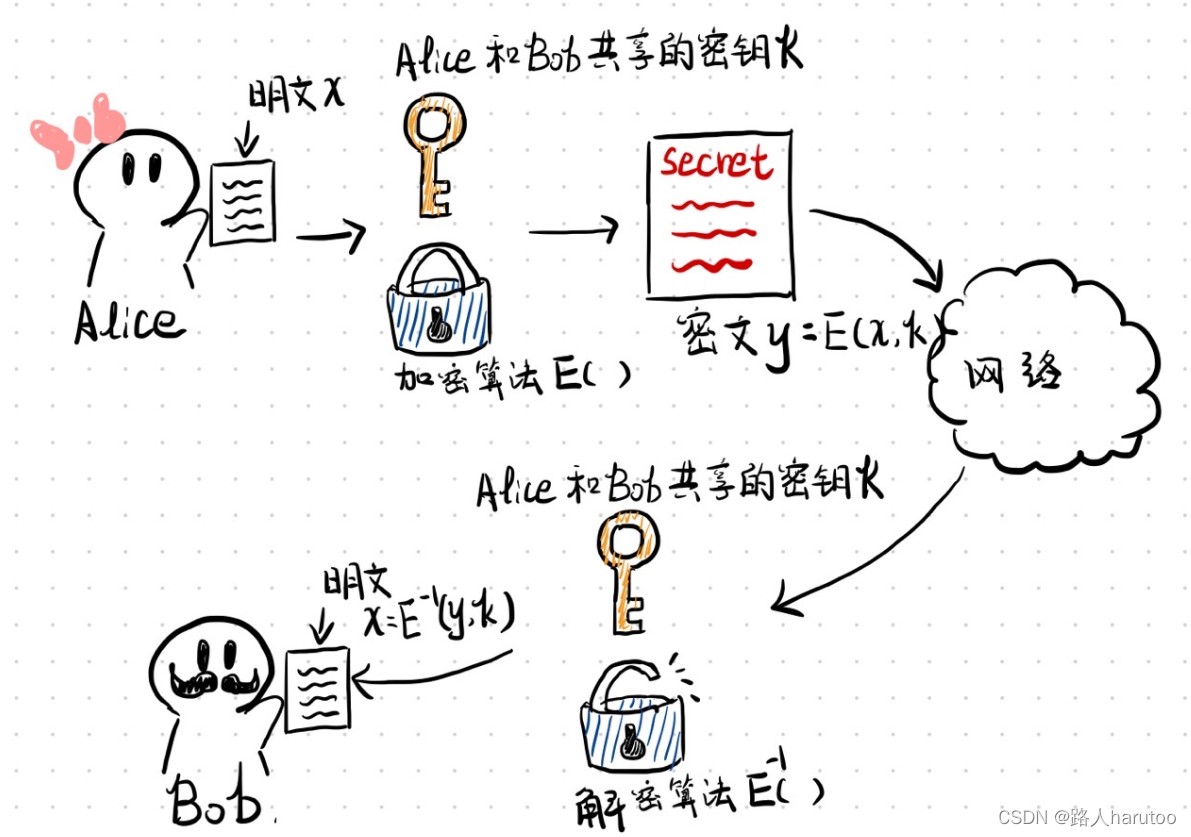 Alice和Bob共享的密钥k
明文x
secret
Alice
密文y=E(x,k)
加密算法E( )
网络
Alice和Bob共享的密钥k
明文
x=E⁻¹(y,k)
Bob.
解密算法E⁻¹( )
CSDN @路人harutoo